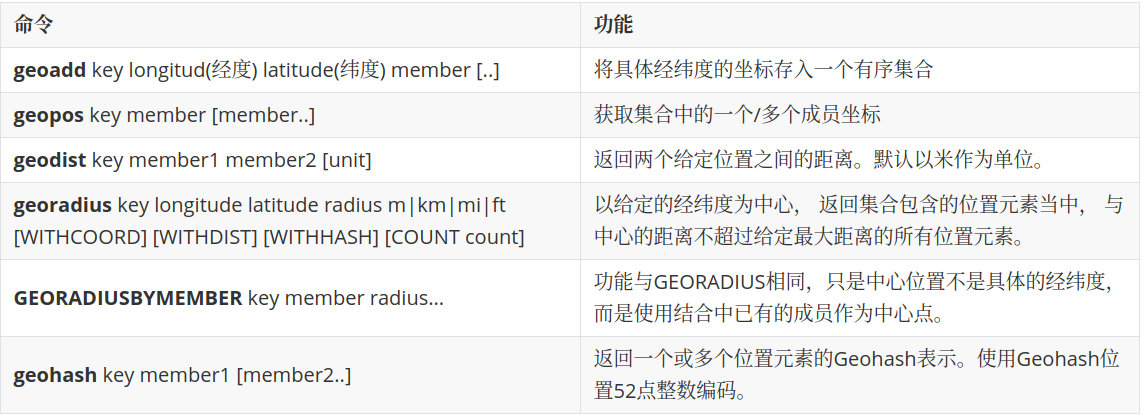 命令
功能
geoadd key longitud(经度) latitude(纬度) member [..]
将具体经纬度的坐标存入一个有序集合
geopos key member [member..]
获取集合中的一个/多个成员坐标
geodist key member1 member2 [unit]
返回两个给定位置之间的距离。默认以米作为单位。
georadius key longitude latitude radius m|km|mi|ft
[WITHCOORD] [WITHDIST] [WITHHASH] [COUNT count]
以给定的经纬度为中心， 返回集合包含的位置元素当中， 与
中心的距离不超过给定最大距离的所有位置元素。
GEORADIUSBYMEMBER key member radius...
功能与GEORADIUS相同，只是中心位置不是具体的经纬度，
而是使用结合中已有的成员作为中心点。
geohash key member1 [member2..]
返回一个或多个位置元素的Geohash表示。使用Geohash位
置52点整数编码。